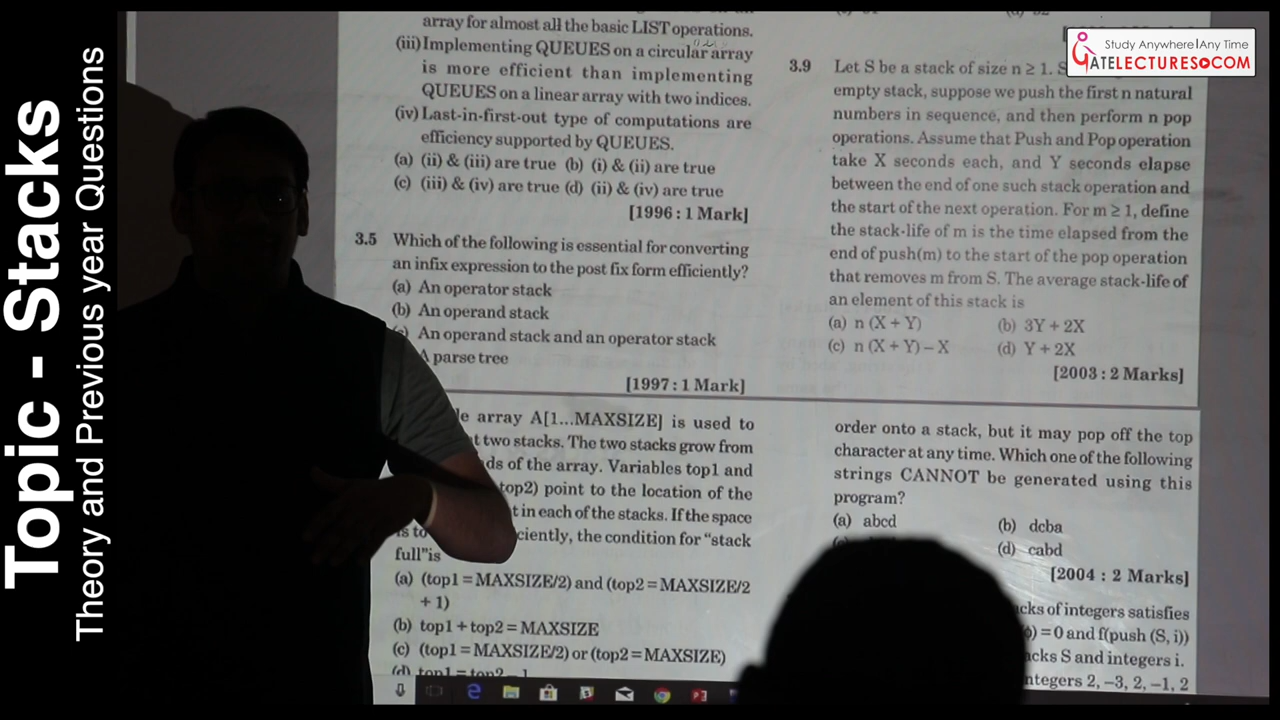 Topic - Stacks
Theory and Previous year Questions
Study Anywhere | Any Time
GATELECTURES.COM
array for almost all the basic LIST operations.
(iii) Implementing QUEUES on a circular array
is more efficient than implementing
QUEUES on a linear array with two indices.
(iv) Last-in-first-out type of computations are
efficiency supported by QUEUES.
(a) (ii) & (iii) are true (b) (i) & (ii) are true
(c) (iii) & (iv) are true (d) (ii) & (iv) are true
[1996 : 1 Mark]
3.5 Which of the following is essential for converting
an infix expression to the post fix form efficiently?
(a) An operator stack
(b) An operand stack
An operand stack and an operator stack
A parse tree
[1997 : 1 Mark]
array A[1...MAXSIZE] is used to
two stacks. The two stacks grow from
of the array. Variables top1 and
top2) point to the location of the
in each of the stacks. If the space
is to the condition for “stack
full”is
(a) (top1 = MAXSIZE/2) and (top2 = MAXSIZE/2
+ 1)
(b) top1 + top2 = MAXSIZE
(c) (top1 = MAXSIZE/2) or (top2 = MAXSIZE)
(d) top1 = top2 – 1
3.9 Let S be a stack of size n ≥ 1.
empty stack, suppose we push the first n natural
numbers in sequence, and then perform n pop
operations. Assume that Push and Pop operation
take X seconds each, and Y seconds elapse
between the end of one such stack operation and
the start of the next operation. For m ≥ 1, define
the stack-life of m is the time elapsed from the
end of push(m) to the start of the pop operation
that removes m from S. The average stack-life of
an element of this stack is
(a) n (X + Y) (b) 3Y + 2X
(c) n (X + Y) – X (d) Y + 2X
[2003 : 2 Marks]
order onto a stack, but it may pop off the top
character at any time. Which one of the following
strings CANNOT be generated using this
program?
(a) abcd (b) dcba
(d) cabd
[2004 : 2 Marks]
of integers satisfies
= 0 and f(push (S, i))
S and integers i.
2, –3, 2, –1, 2